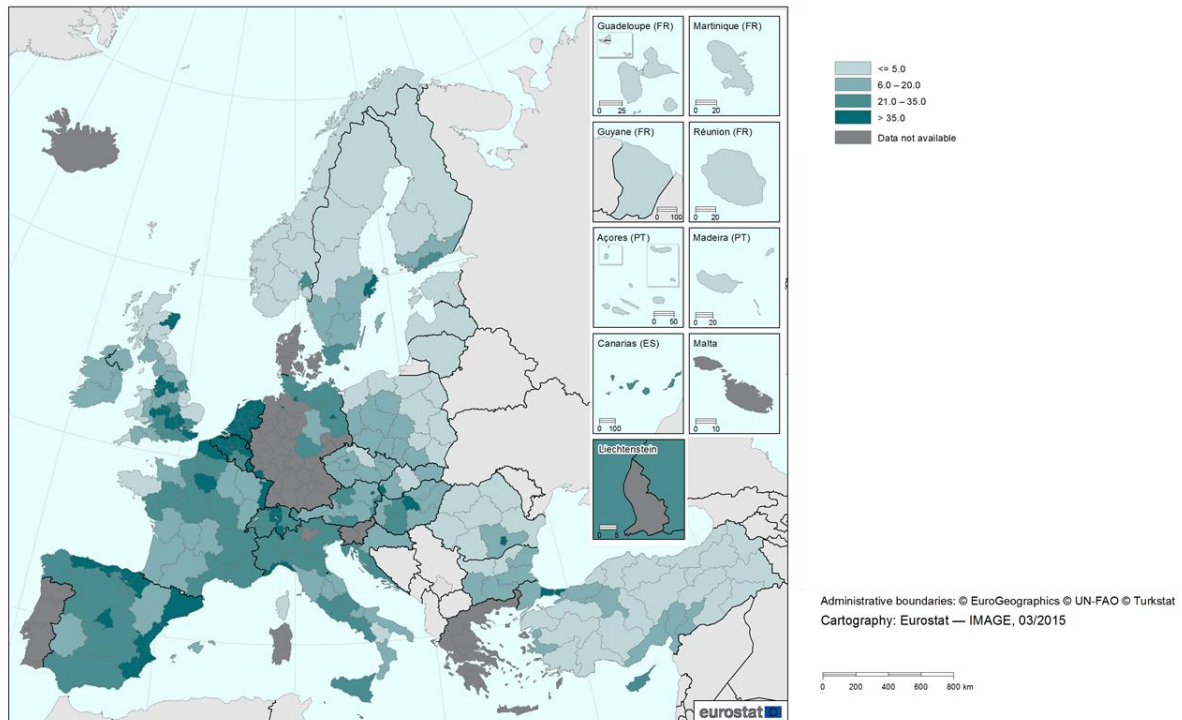 Guadeloupe (FR)
0 25
Martinique (FR)
0 20
Guyane (FR)
0 100
Réunion (FR)
0 20
Açores (PT)
0 50
Madeira (PT)
0 20
Canarias (ES)
0 100
Malta
0 10
Liechtenstein
0 5
eurostat
<= 5.0
6.0 – 20.0
21.0 – 35.0
> 35.0
Data not available
Administrative boundaries: © EuroGeographics © UN-FAO © Turkstat
Cartography: Eurostat — IMAGE, 03/2015
0 200 400 600 800 km